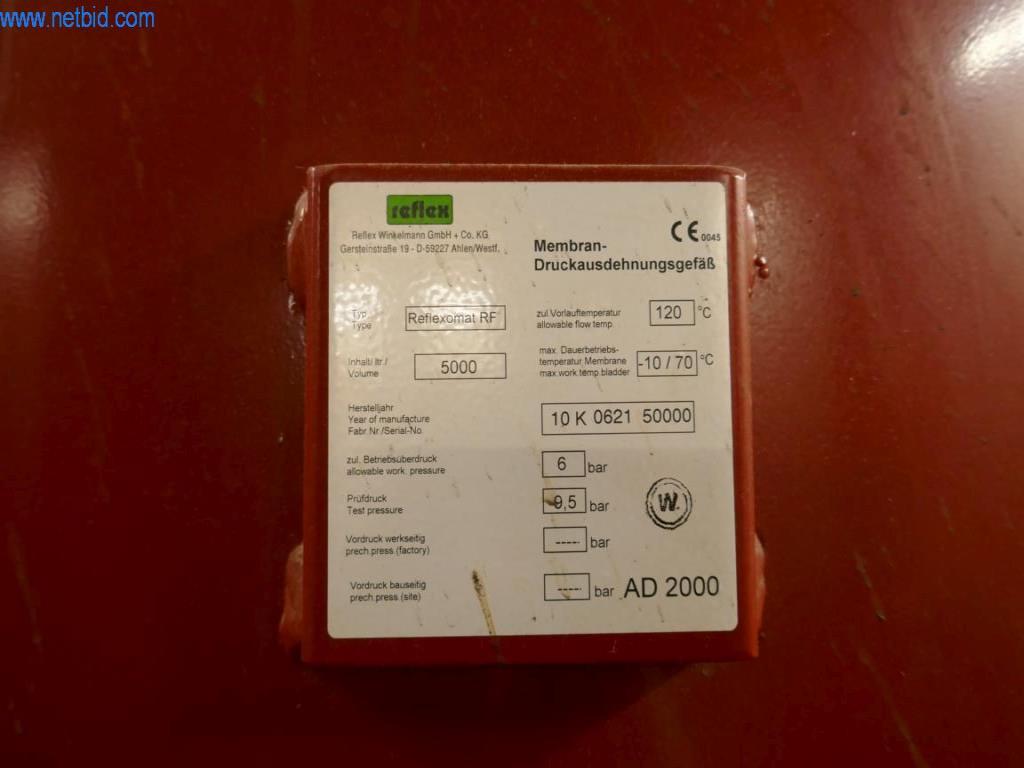 www.netbid.com
reflex
Reflex Winkelmann GmbH + Co. KG
Gersteinstraße 19 - D-59227 Ahlen/Westf.
CE 0045
Membran-
Druckausdehnungsgefäß
Typ
Type
Reflexomat RF
zul.Vorlauftemperatur
allowable flow temp.
120 °C
Inhalt/ ltr./
Volume
5000
max. Dauerbetriebs-
temperatur Membrane
max.work.temp.bladder
-10 / 70 °C
Herstelljahr
Year of manufacture
Fabr.Nr./Serial-No.
10 K 0621 50000
zul. Betriebsüberdruck
allowable work. pressure
6 bar
Prüfdruck
Test pressure
9,5 bar
W.
Vordruck werkseitig
prech.press.(factory)
----- bar
Vordruck bauseitig
prech.press.(site)
----- bar
AD 2000